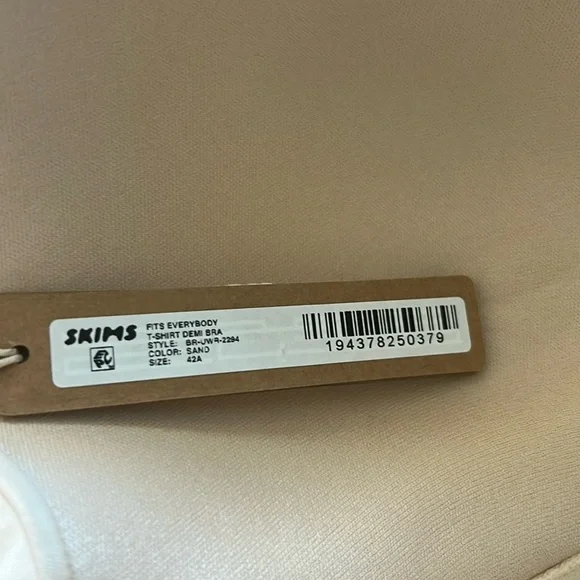 SKIMS
FITS EVERYBODY
T-SHIRT DEMI BRA
STYLE: BR-UWR-2294
COLOR: SAND
SIZE: 42A
194378250379